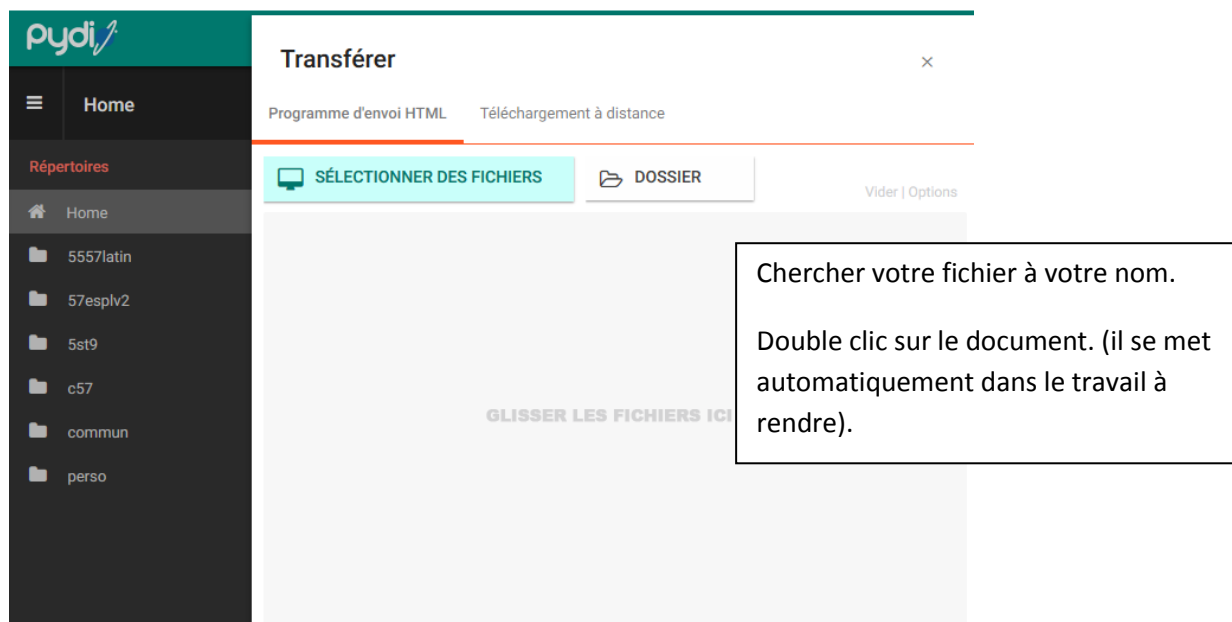 pydi
Transférer
×
Home
Programme d'envoi HTML
Téléchargement à distance
Répertoires
SÉLECTIONNER DES FICHIERS
DOSSIER
Vider | Options
Home
5557latin
57esplv2
5st9
c57
commun
perso
GLISSER LES FICHIERS ICI
Chercher votre fichier à votre nom.
Double clic sur le document. (il se met
automatiquement dans le travail à
rendre).